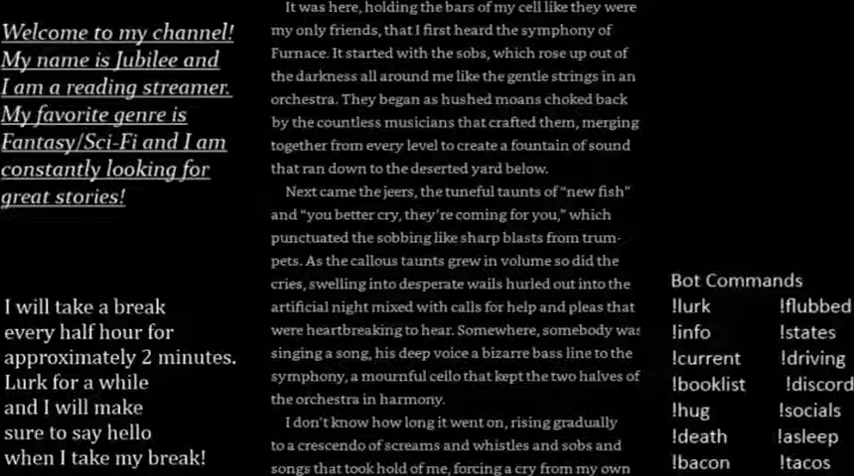 Welcome to my channel!
My name is Jubilee and
I am a reading streamer.
My favorite genre is
Fantasy/Sci-Fi and I am
constantly looking for
great stories!
I will take a break
every half hour for
approximately 2 minutes.
Lurk for a while
and I will make
sure to say hello
when I take my break!
It was here, holding the bars of my cell like they were
my only friends, that I first heard the symphony of
Furnace. It started with the sobs, which rose up out of
the darkness all around me like the gentle strings in an
orchestra. They began as hushed moans choked back
by the countless musicians that crafted them, merging
together from every level to create a fountain of sound
that ran down to the deserted yard below.
Next came the jeers, the tuneful taunts of “new fish”
and “you better cry, they’re coming for you,” which
punctuated the sobbing like sharp blasts from trum-
pets. As the callous taunts grew in volume so did the
cries, swelling into desperate wails hurled out into the
artificial night mixed with calls for help and pleas that
were heartbreaking to hear. Somewhere, somebody was
singing a song, his deep voice a bizarre bass line to the
symphony, a mournful cello that kept the two halves of
the orchestra in harmony.
I don’t know how long it went on, rising gradually
to a crescendo of screams and whistles and sobs and
songs that took hold of me, forcing a cry from my own
Bot Commands
!lurk !flubbed
!info !states
!current !driving
!booklist !discord
!hug !socials
!death !asleep
!bacon !tacos